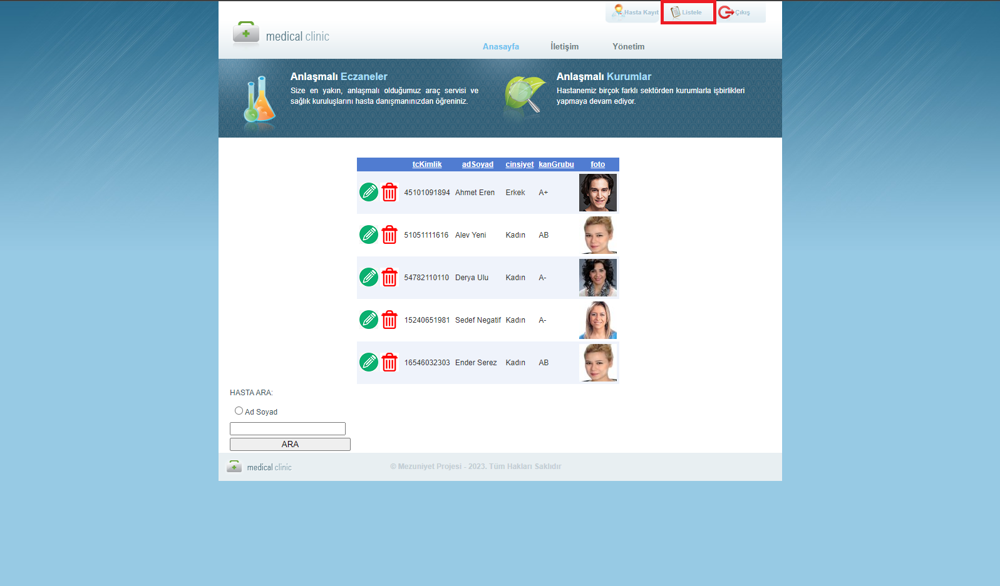 Hasta Kayıt Listele Çıkış
medical clinic
Anasayfa İletişim Yönetim
Anlaşmalı Eczaneler
Size en yakın, anlaşmalı olduğumuz araç servisi ve
sağlık kuruluşlarını hasta danışmanınızdan öğreniniz.
Anlaşmalı Kurumlar
Hastanemiz birçok farklı sektörden kurumlarla işbirlikleri
yapmaya devam ediyor.
tcKimlik adSoyad cinsiyet kanGrubu foto
45101091894 Ahmet Eren Erkek A+
51051111616 Alev Yeni Kadın AB
54782110110 Derya Ulu Kadın A-
15240651981 Sedef Negatif Kadın A-
16546032303 Ender Serez Kadın AB
HASTA ARA:
Ad Soyad
ARA
medical clinic
© Mezuniyet Projesi - 2023. Tüm Hakları Saklıdır